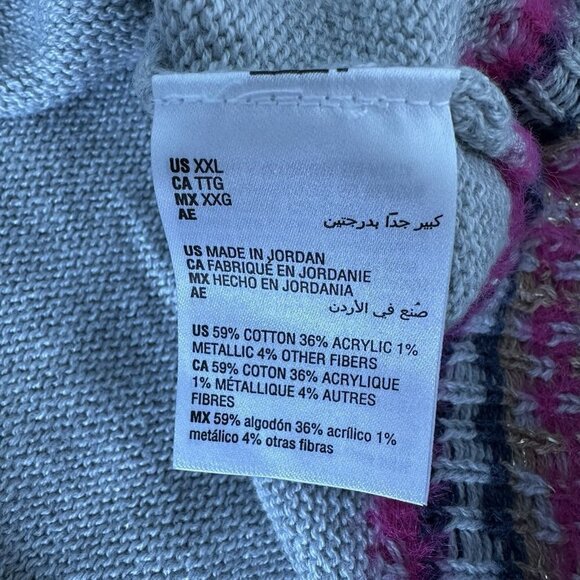 US XXL
CA TTG
MX XXG
AE كبير جدًا بدرجتين
US MADE IN JORDAN
CA FABRIQUÉ EN JORDANIE
MX HECHO EN JORDANIA
AE صُنع في الأردن
US 59% COTTON 36% ACRYLIC 1%
METALLIC 4% OTHER FIBERS
CA 59% COTON 36% ACRYLIQUE
1% MÉTALLIQUE 4% AUTRES
FIBRES
MX 59% algodón 36% acrílico 1%
metálico 4% otras fibras